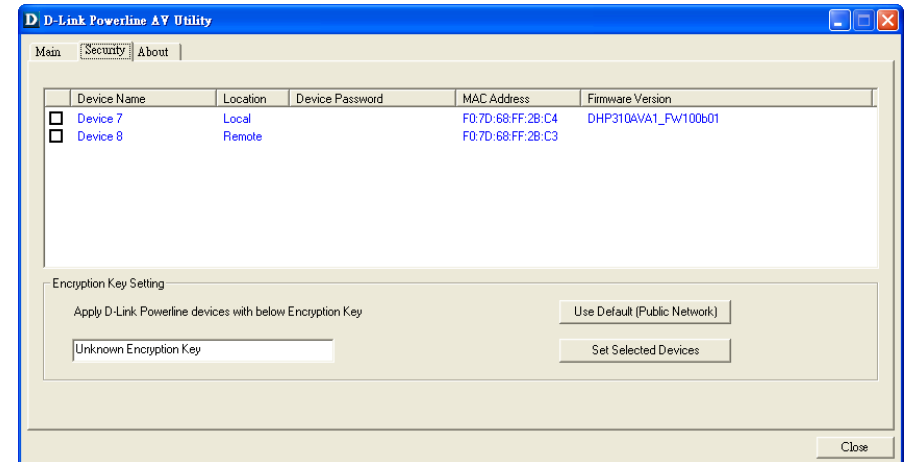 D D-Link Powerline AV Utility
Main Security About
Device Name Location Device Password MAC Address Firmware Version
Device 7 Local F0:7D:68:FF:2B:C4 DHP310AVA1_FW100b01
Device 8 Remote F0:7D:68:FF:2B:C3
Encryption Key Setting
Apply D-Link Powerline devices with below Encryption Key Use Default (Public Network)
Unknown Encryption Key Set Selected Devices
Close